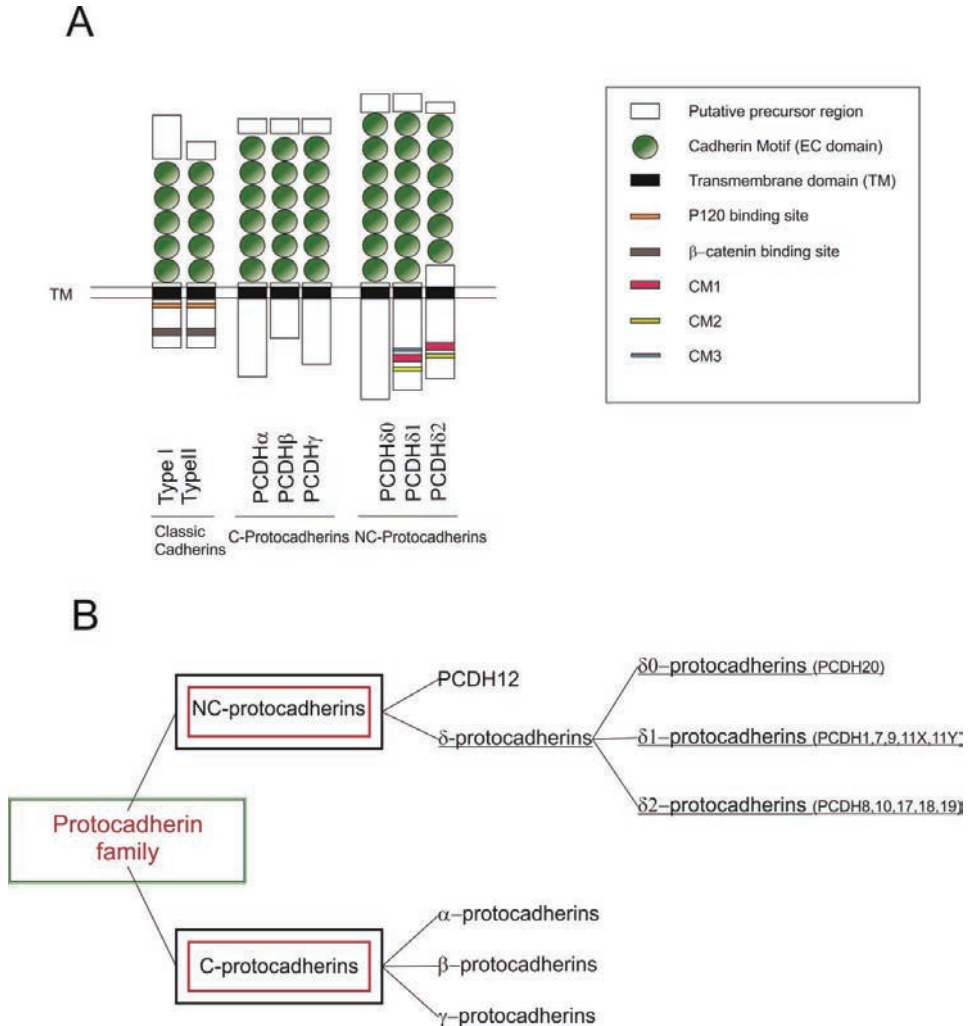 A
Putative precursor region
Cadherin Motif (EC domain)
Transmembrane domain (TM)
P120 binding site
β–catenin binding site
CM1
CM2
CM3
TM
Type I
TypeII
PCDHα
PCDHβ
PCDHγ
PCDHδ0
PCDHδ1
PCDHδ2
Classic
Cadherins
C-Protocadherins
NC-Protocadherins
B
NC-protocadherins
PCDH12
δ-protocadherins
δ0–protocadherins (PCDH20)
δ1–protocadherins (PCDH1,7,9,11X,11Y)
δ2–protocadherins (PCDH8,10,17,18,19)
Protocadherin
family
C-protocadherins
α–protocadherins
β–protocadherins
γ–protocadherins